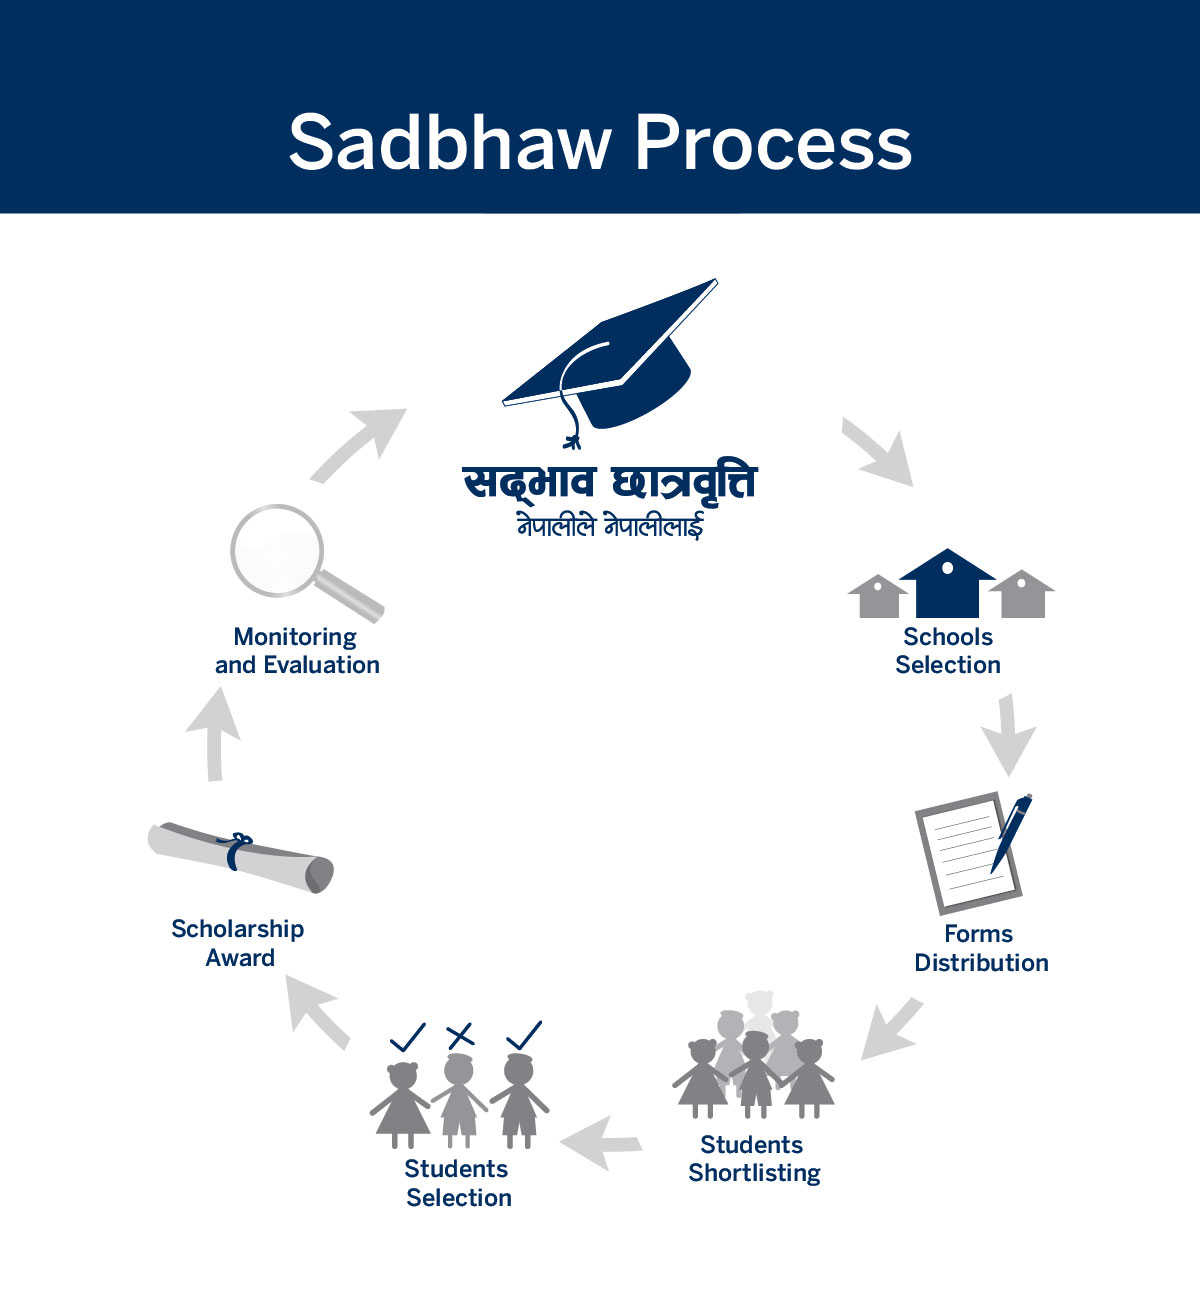 Sadbhaw Process
सद्भाव छात्रवृत्ति
नेपालीले नेपालीलाई
Schools
Selection
Forms
Distribution
Students
Shortlisting
Students
Selection
Scholarship
Award
Monitoring
and Evaluation